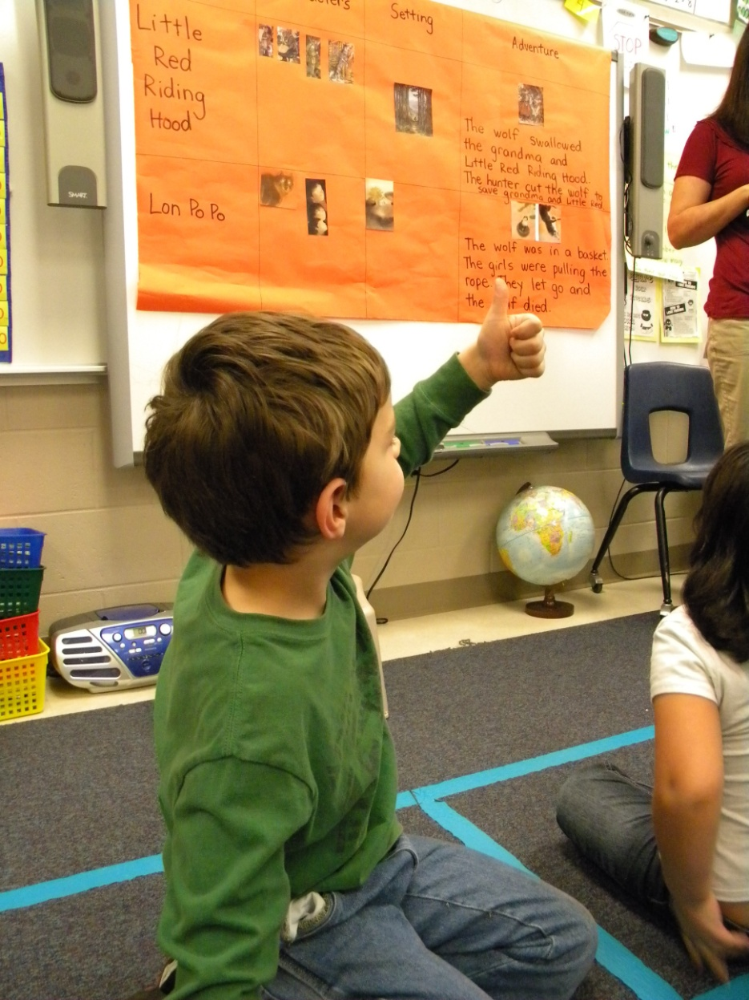 Setting
Adventure
Little
Red
Riding
Hood
The wolf swallowed
the grandma and
Little Red Riding Hood.
The hunter cut the wolf to
save grandma and Little Red.
Lon Po Po
The wolf was in a basket.
The girls were pulling the
rope. They let go and
the died.
STOP
SMART